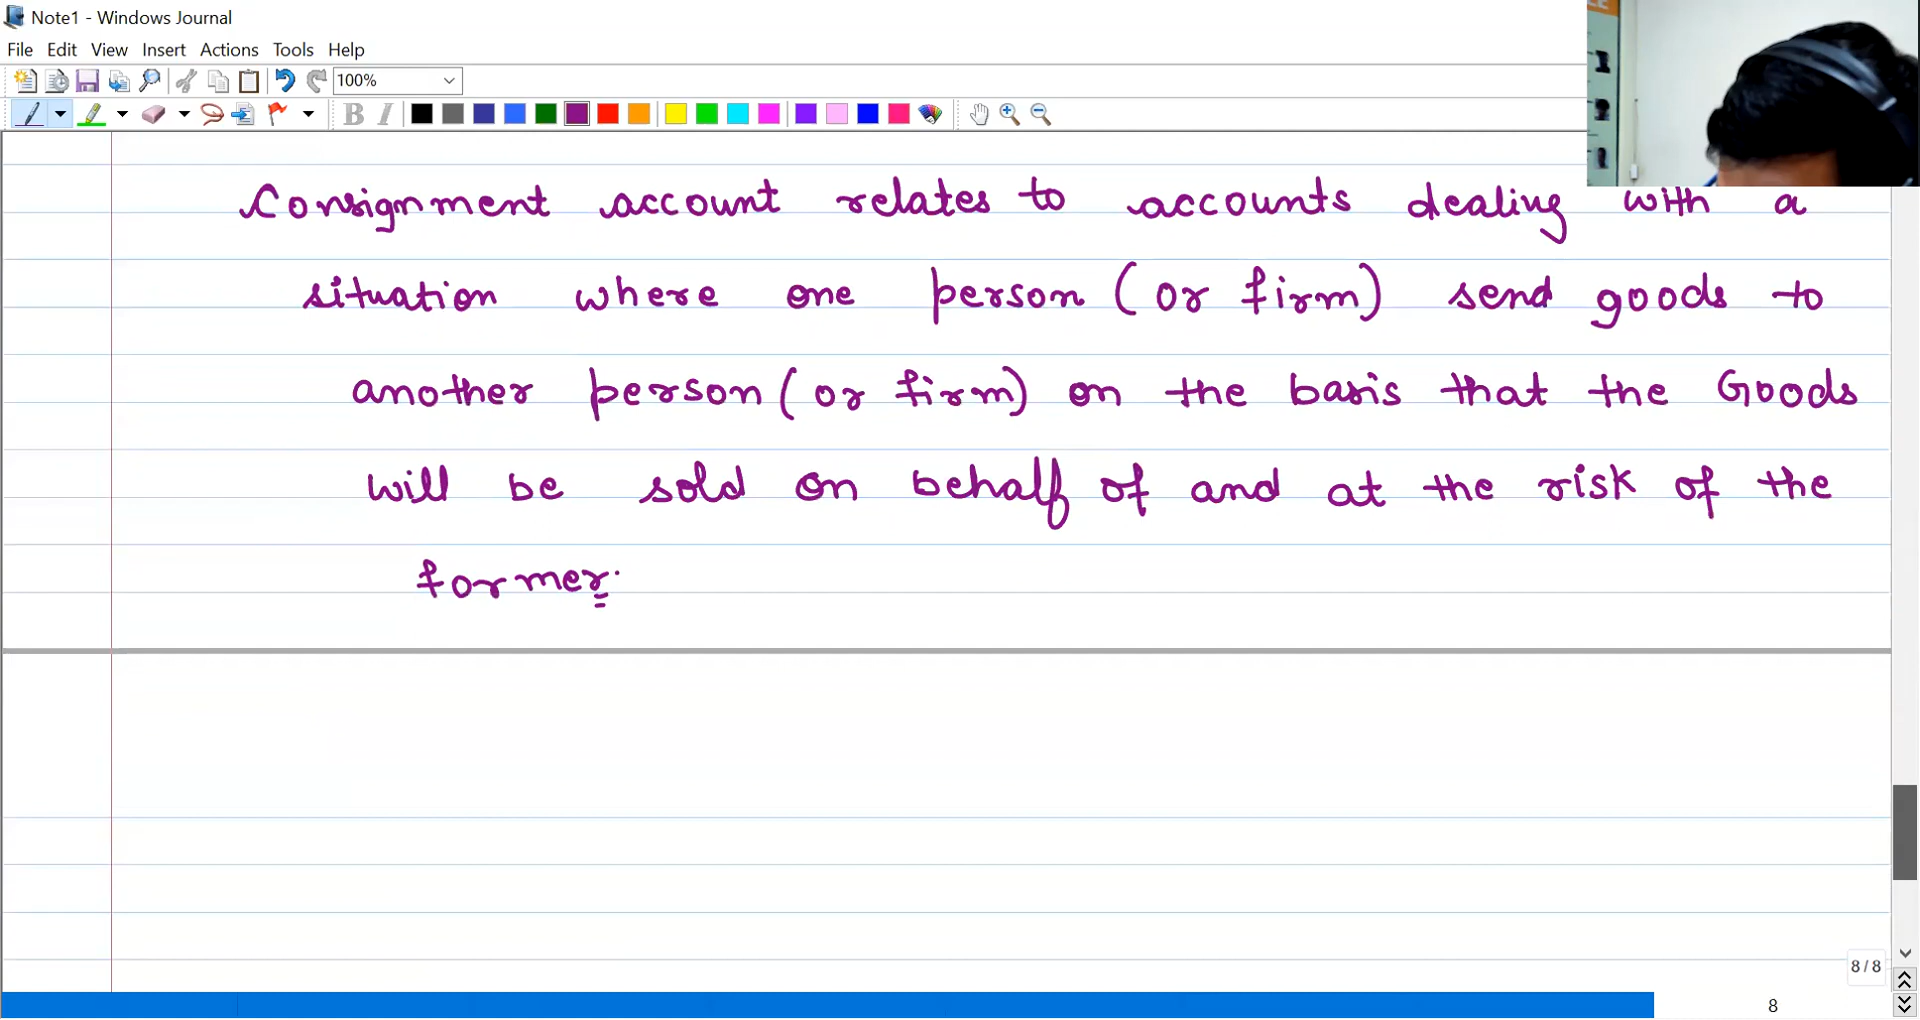 Note1 - Windows Journal
File Edit View Insert Actions Tools Help
100%
B I
Consignment account relates to accounts dealing with a
situation where one person (or firm) send goods to
another person (or firm) on the basis that the Goods
will be sold on behalf of and at the risk of the
former.
8 / 8
8